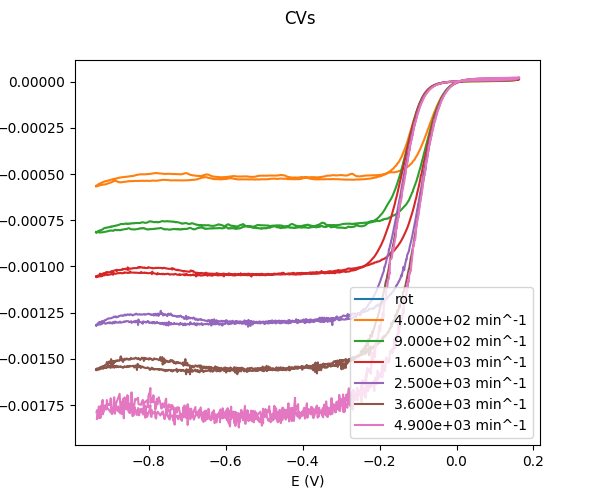 CVs
0.00000
−0.00025
−0.00050
−0.00075
−0.00100
−0.00125
−0.00150
−0.00175
rot
4.000e+02 min^-1
9.000e+02 min^-1
1.600e+03 min^-1
2.500e+03 min^-1
3.600e+03 min^-1
4.900e+03 min^-1
−0.8 −0.6 −0.4 −0.2 0.0 0.2
E (V)